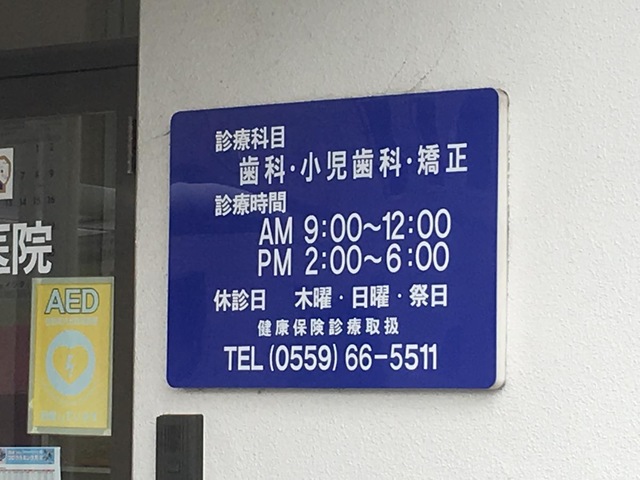 診療科目
歯科・小児歯科・矯正
診療時間
AM 9:00～12:00
PM 2:00～6:00
休診日 木曜・日曜・祭日
健康保険診療取扱
TEL (0559) 66-5511
医院
AED